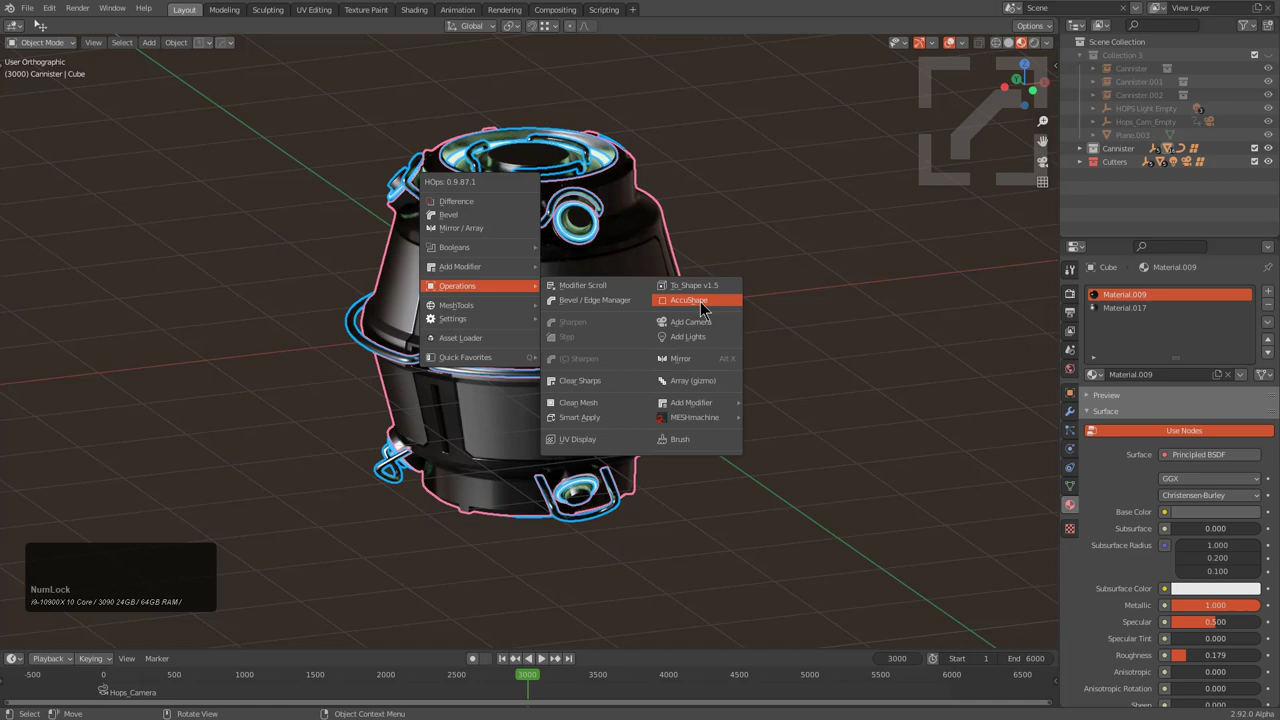 File Edit Render Window Help
Layout Modeling Sculpting UV Editing Texture Paint Shading Animation Rendering Compositing Scripting +
Scene
View Layer
Global
Options
Object Mode View Select Add Object
User Orthographic
(3000) Cannister | Cube
Z
Y
X
Scene Collection
Collection 3
Cannister
Cannister.001
Cannister.002
HOPS Light Empty
Hops_Cam_Empty
Plane.003
Cannister
Cutters
HOps: 0.9.87.1
Difference
Bevel
Mirror / Array
Booleans
Add Modifier
Operations
MeshTools
Settings
Asset Loader
Quick Favorites Q
Modifier Scroll
Bevel / Edge Manager
Sharpen
Step
(C) Sharpen
Clear Sharps
Clean Mesh
Smart Apply
UV Display
To_Shape v1.5
AccuShape
Add Camera
Add Lights
Mirror Alt X
Array (gizmo)
Add Modifier
MESHmachine
Brush
Cube Material.009
Material.009
Material.017
Material.009
Preview
Surface
Use Nodes
Surface Principled BSDF
GGX
Christensen-Burley
Base Color
Subsurface 0.000
Subsurface Radius 1.000
0.200
0.100
Subsurface Color
Metallic 1.000
Specular 0.500
Specular Tint 0.000
Roughness 0.179
Anisotropic 0.000
Anisotropic Rotation 0.000
Sheen 0.000
NumLock
i9-10900X 10 Core / 3090 24GB / 64GB RAM /
Playback Keying View Marker
3000 Start 1 End 6000
-500 0 500 1000 1500 2000 2500 3000 3500 4000 4500 5000 5500 6000 6500
Hops_Camera
Select Move Rotate View Object Context Menu
2.92.0 Alpha